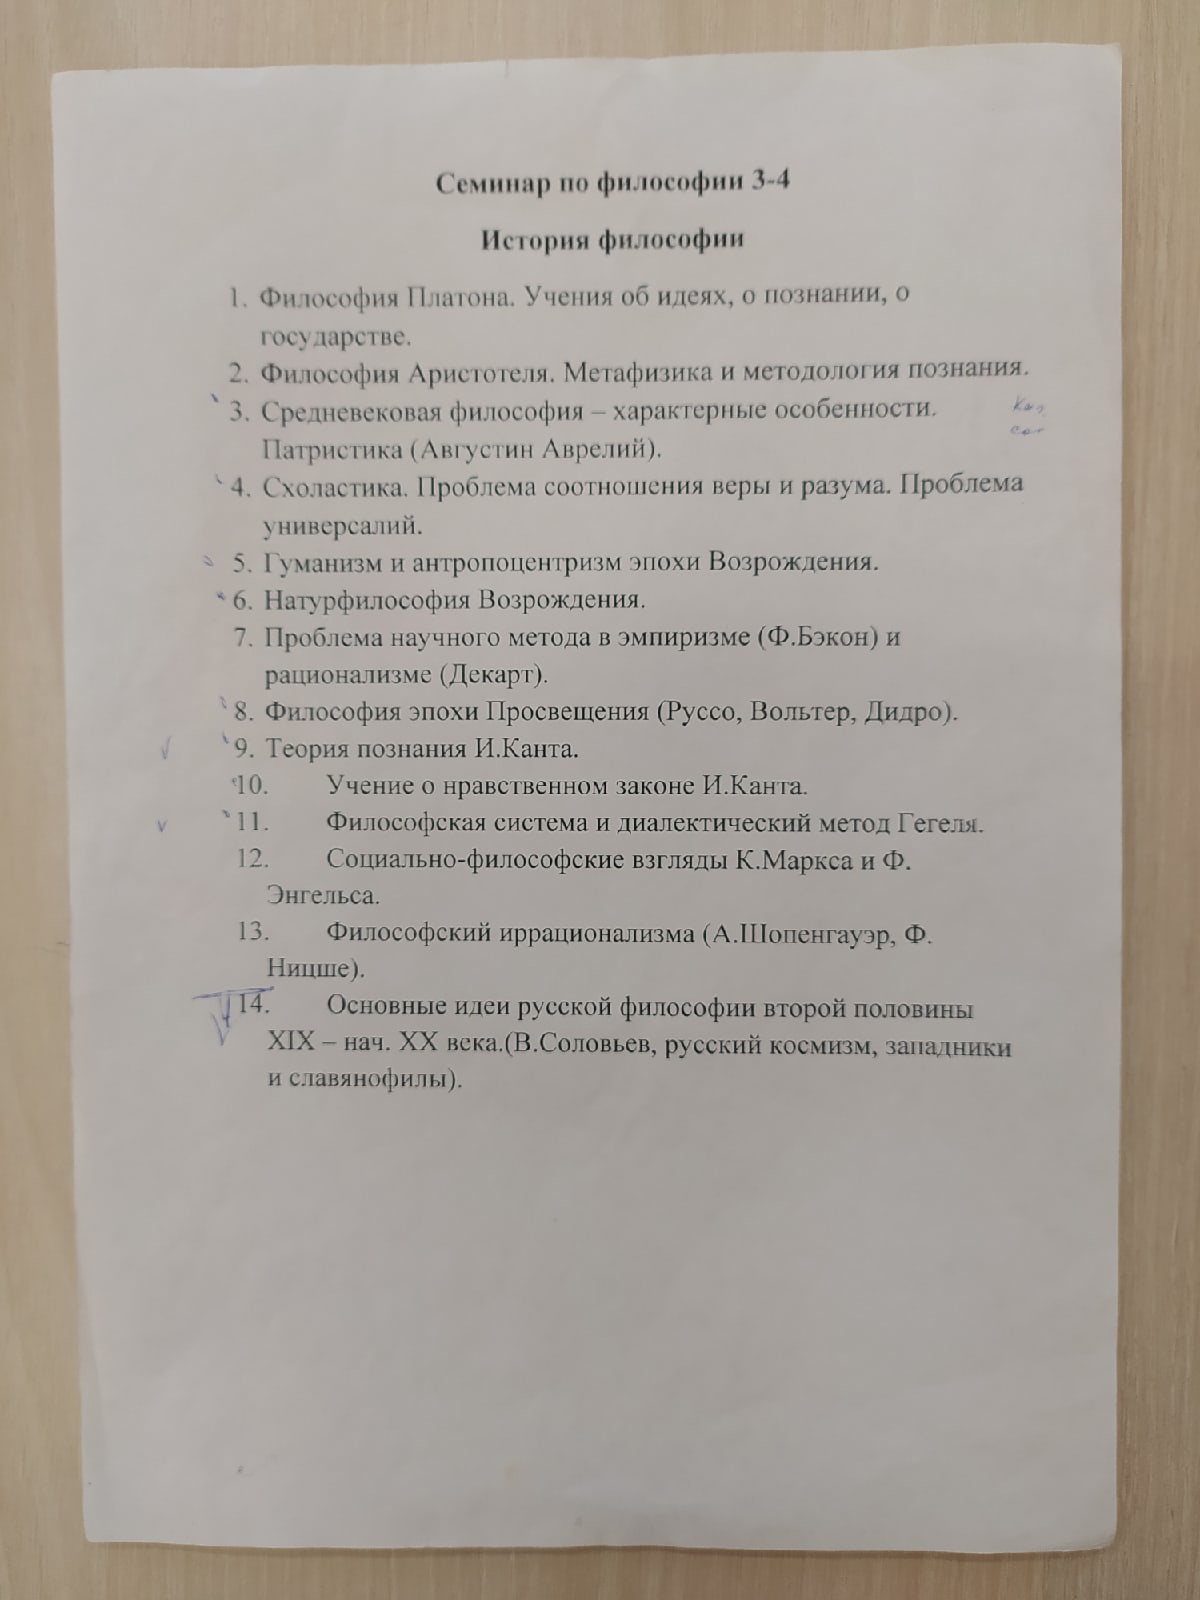 Семинар по философии 3-4
История философии
1. Философия Платона. Учения об идеях, о познании, о
государстве.
2. Философия Аристотеля. Метафизика и методология познания.
3. Средневековая философия – характерные особенности.
Патристика (Августин Аврелий).
4. Схоластика. Проблема соотношения веры и разума. Проблема
универсалий.
5. Гуманизм и антропоцентризм эпохи Возрождения.
6. Натурфилософия Возрождения.
7. Проблема научного метода в эмпиризме (Ф.Бэкон) и
рационализме (Декарт).
8. Философия эпохи Просвещения (Руссо, Вольтер, Дидро).
9. Теория познания И.Канта.
10. Учение о нравственном законе И.Канта.
11. Философская система и диалектический метод Гегеля.
12. Социально-философские взгляды К.Маркса и Ф.
Энгельса.
13. Философский иррационализма (А.Шопенгауэр, Ф.
Ницше).
14. Основные идеи русской философии второй половины
XIX – нач. XX века.(В.Соловьев, русский космизм, западники
и славянофилы).